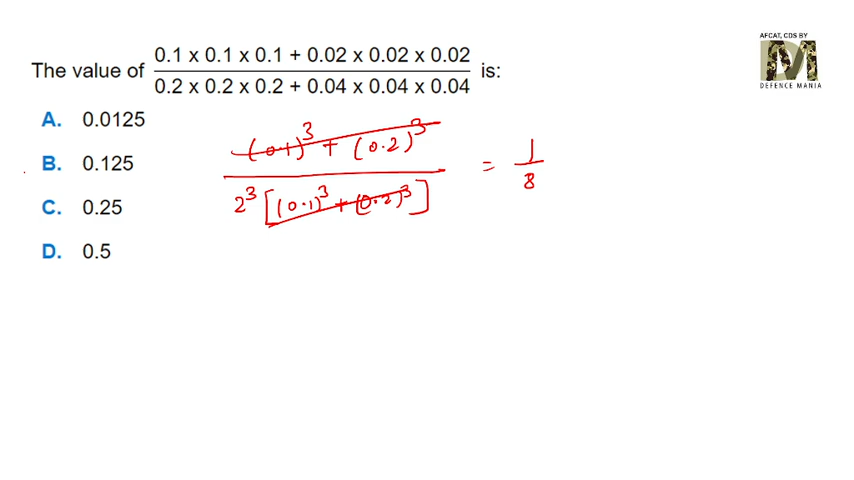 AFCAT, CDS BY
DEFENCE MANIA
The value of (0.1 x 0.1 x 0.1 + 0.02 x 0.02 x 0.02) / (0.2 x 0.2 x 0.2 + 0.04 x 0.04 x 0.04) is:
A. 0.0125
B. 0.125
C. 0.25
D. 0.5
(0.1)³ + (0.2)³
2³ [(0.1)³ + (0.2)³]
= 1/8